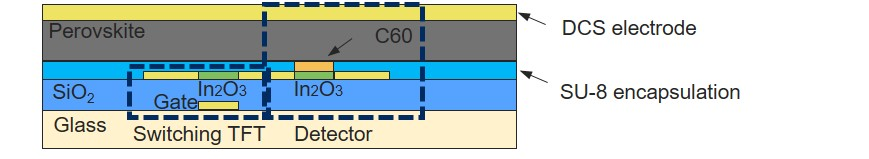 DCS electrode
Perovskite
C60
In2O3
In2O3
SU-8 encapsulation
SiO2
Gate
Glass
Switching TFT
Detector